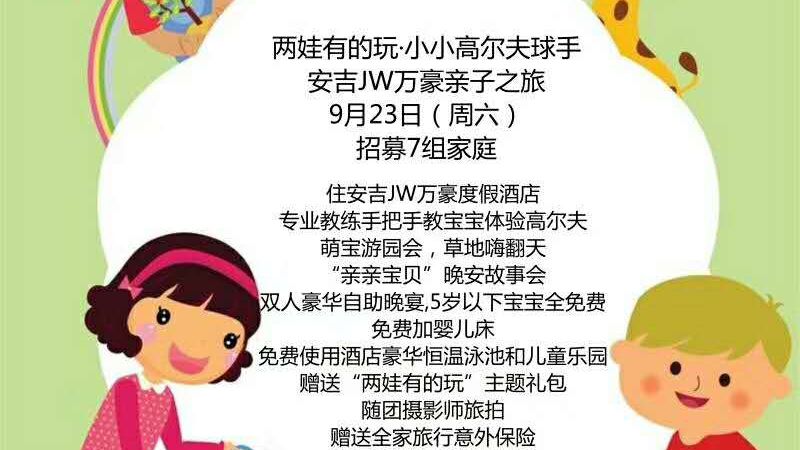 两娃有的玩·小小高尔夫球手
安吉JW万豪亲子之旅
9月23日（周六）
招募7组家庭
住安吉JW万豪度假酒店
专业教练手把手教宝宝体验高尔夫
萌宝游园会，草地嗨翻天
“亲亲宝贝”晚安故事会
双人豪华自助晚宴,5岁以下宝宝全免费
免费加婴儿床
免费使用酒店豪华恒温泳池和儿童乐园
赠送“两娃有的玩”主题礼包
随团摄影师旅拍
赠送全家旅行意外保险